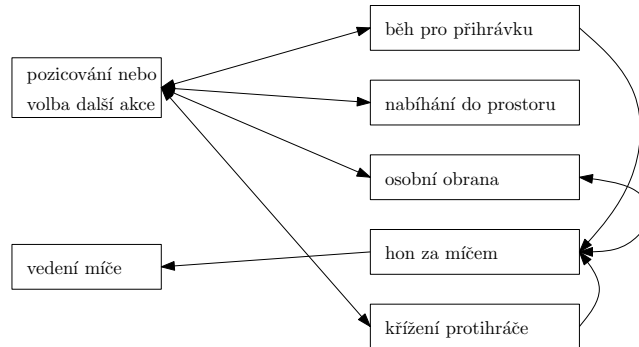 běh pro přihrávku
pozicování nebo
volba další akce
nabíhání do prostoru
osobní obrana
hon za míčem
vedení míče
křížení protihráče